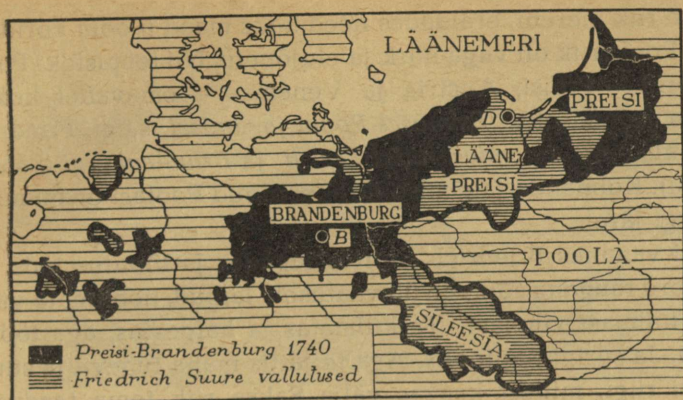 LÄÄNEMERI
PREISI
D
LÄÄNE
PREISI
BRANDENBURG
B
POOLA
SILEESIA
Preisi-Brandenburg 1740
Friedrich Suure vallutused